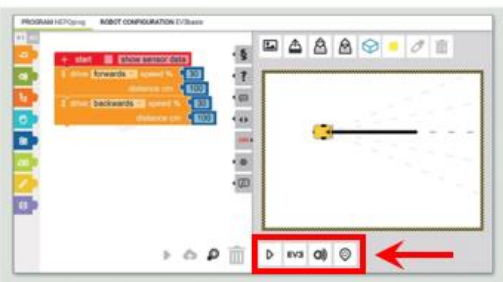 PROGRAM NEPOprog ROBOT CONFIGURATION EV3basis
+ start show sensor data
drive forwards speed % 30
distance cm 100
drive backwards speed % 30
distance cm 100
EV3